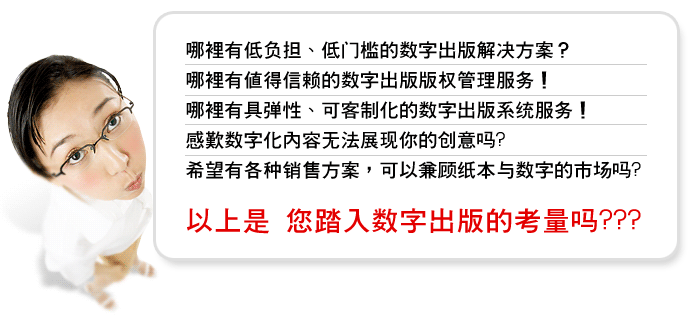 哪裡有低负担、低门槛的数字出版解决方案？
哪裡有値得信赖的数字出版版权管理服务！
哪裡有具弹性、可客制化的数字出版系统服务！
感歎数字化內容无法展现你的创意吗?
希望有各种销售方案，可以兼顾纸本与数字的市场吗?
以上是 您踏入数字出版的考量吗???